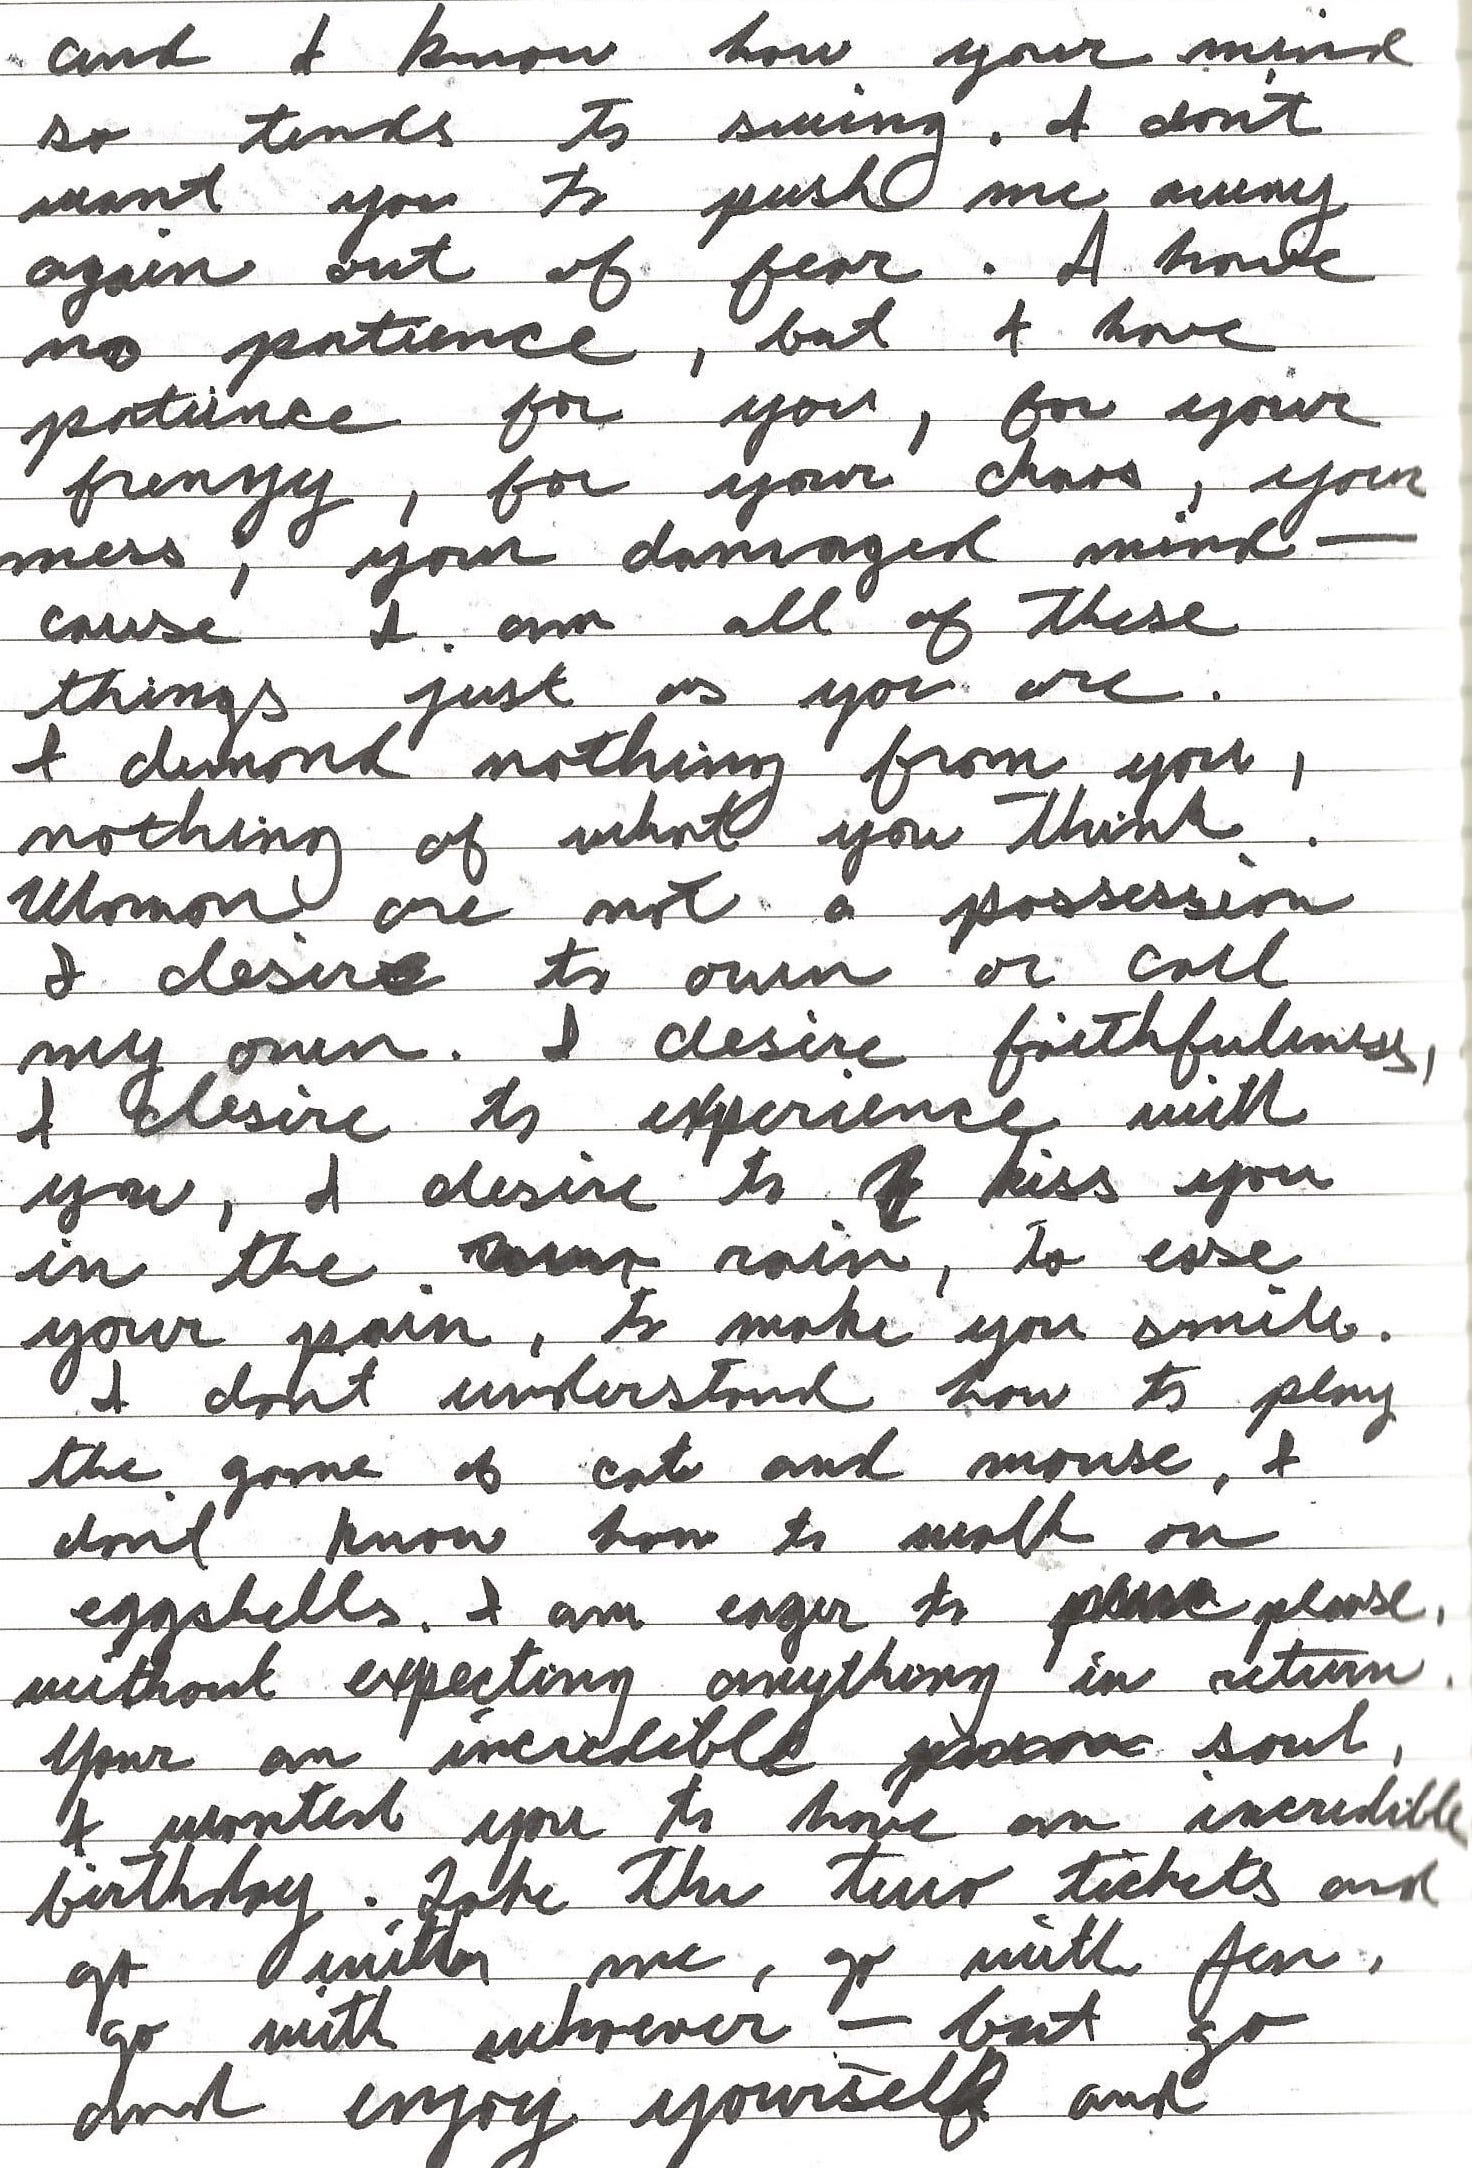 and I know how your mind
so tends to swing. I don't
want you to push me away
again out of fear. I have
no patience, but I have
patience for you, for your
frenzy, for your chaos, your
mess, your damaged mind —
cause I am all of these
things just as you are.
I demand nothing from you,
nothing of what you think.
Woman are not a possession
I desire to own or call
my own. I desire faithfulness,
I desire to experience with
you, I desire to kiss you
in the rain, to ease
your pain, to make you smile.
I don't understand how to play
the game of cat and mouse, I
don't know how to walk on
eggshells. I am eager to please,
without expecting anything in return.
Your an incredible soul,
I wanted you to have an incredible
birthday. Take the two tickets and
go with me, go with Jen,
go with whoever — but go
and enjoy yourself and